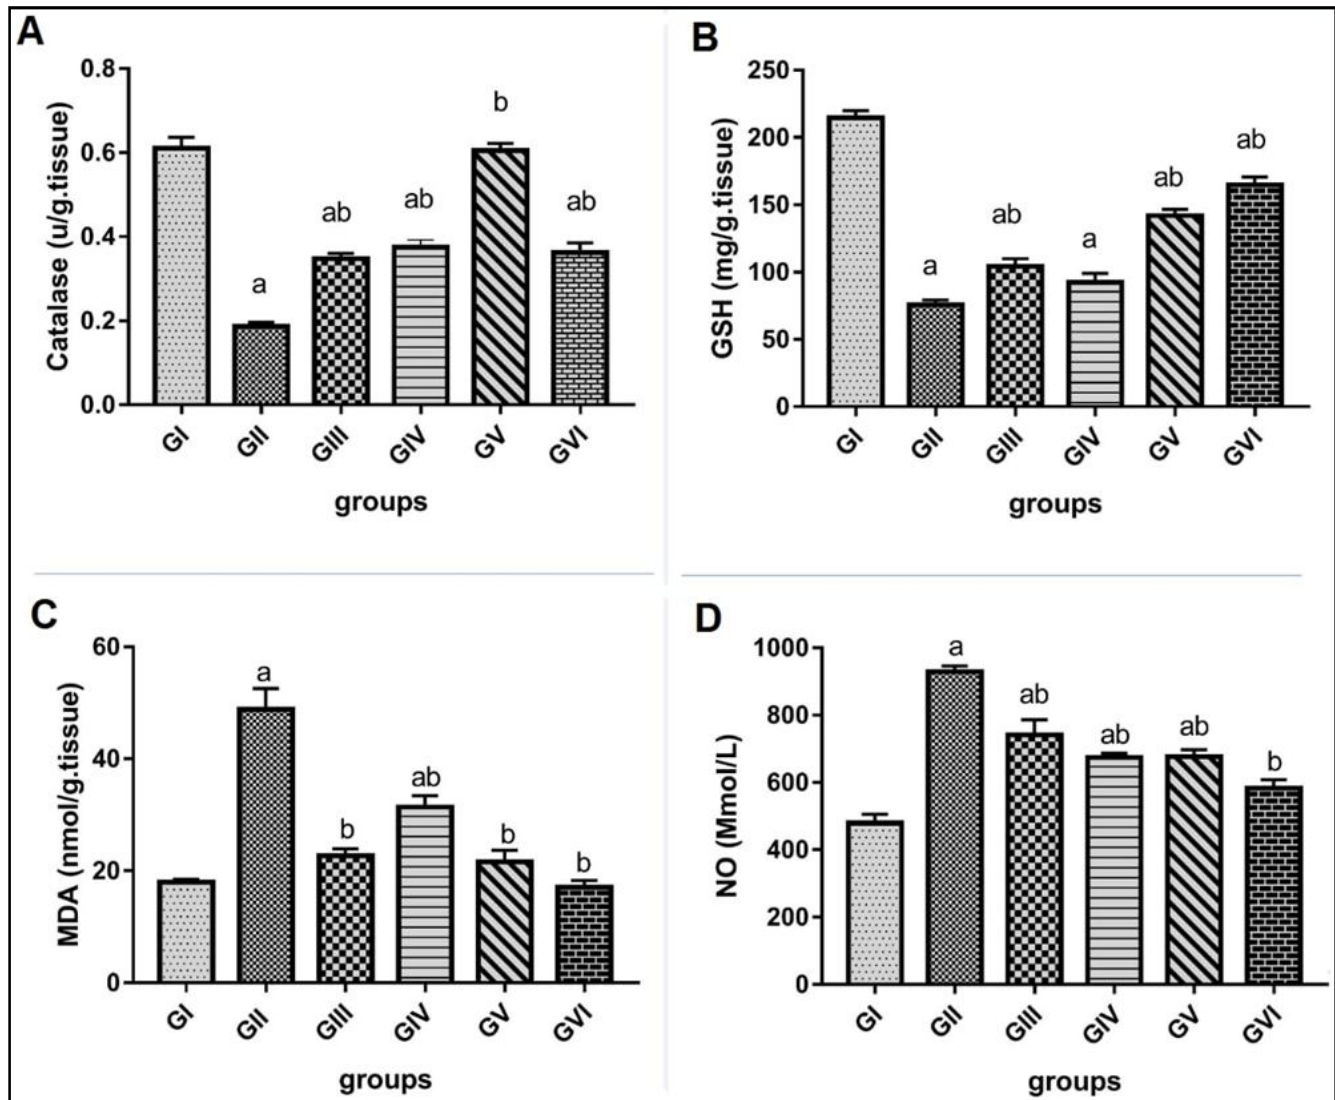 A
Catalase (u/g.tissue)
0.8
0.6
0.4
0.2
0.0
a
ab
ab
b
ab
GI
GII
GIII
GIV
GV
GVI
groups
B
GSH (mg/g.tissue)
250
200
150
100
50
0
a
ab
a
ab
ab
GI
GII
GIII
GIV
GV
GVI
groups
C
MDA (nmol/g.tissue)
60
40
20
0
a
b
ab
b
b
GI
GII
GIII
GIV
GV
GVI
groups
D
NO (Mmol/L)
1000
800
600
400
200
0
a
ab
ab
ab
b
GI
GII
GIII
GIV
GV
GVI
groups